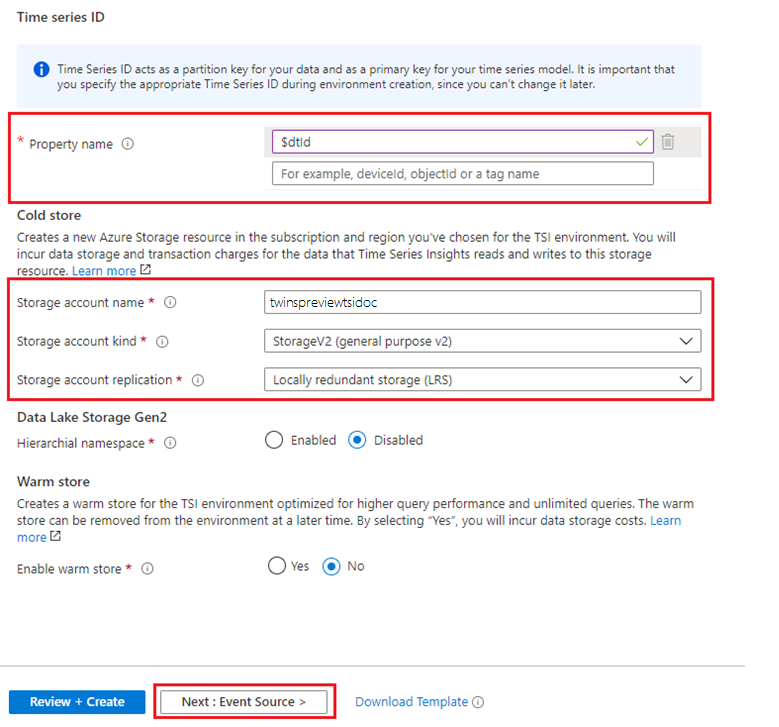 Time series ID
Time Series ID acts as a partition key for your data and as a primary key for your time series model. It is important that
you specify the appropriate Time Series ID during environment creation, since you can't change it later.
* Property name
$dtId
For example, deviceId, objectId or a tag name
Cold store
Creates a new Azure Storage resource in the subscription and region you've chosen for the TSI environment. You will
incur data storage and transaction charges for the data that Time Series Insights reads and writes to this storage
resource. Learn more
Storage account name * twinspreviewtsidoc
Storage account kind * StorageV2 (general purpose v2)
Storage account replication * Locally redundant storage (LRS)
Data Lake Storage Gen2
Hierarchial namespace * Enabled Disabled
Warm store
Creates a warm store for the TSI environment optimized for higher query performance and unlimited queries. The warm
store can be removed from the environment at a later time. By selecting "Yes", you will incur data storage costs. Learn
more
Enable warm store * Yes No
Review + Create Next : Event Source > Download Template